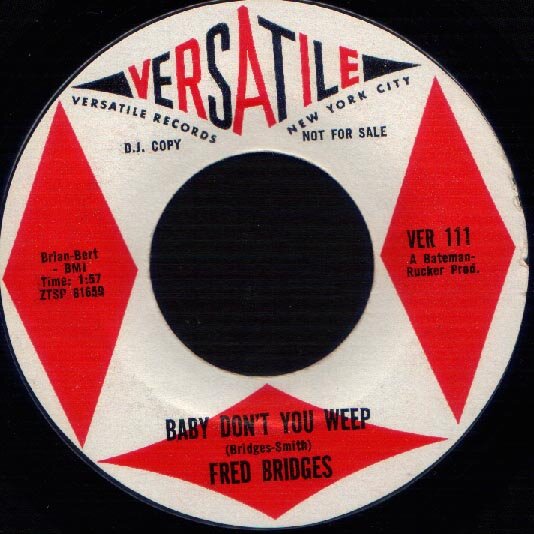 VERSATILE
VERSATILE RECORDS
NEW YORK CITY
D.J. COPY
NOT FOR SALE
Brian-Bert
- BMI
Time: 1:57
ZTSP 81659
VER 111
A Bateman-
Rucker Prod.
BABY DON'T YOU WEEP
(Bridges-Smith)
FRED BRIDGES